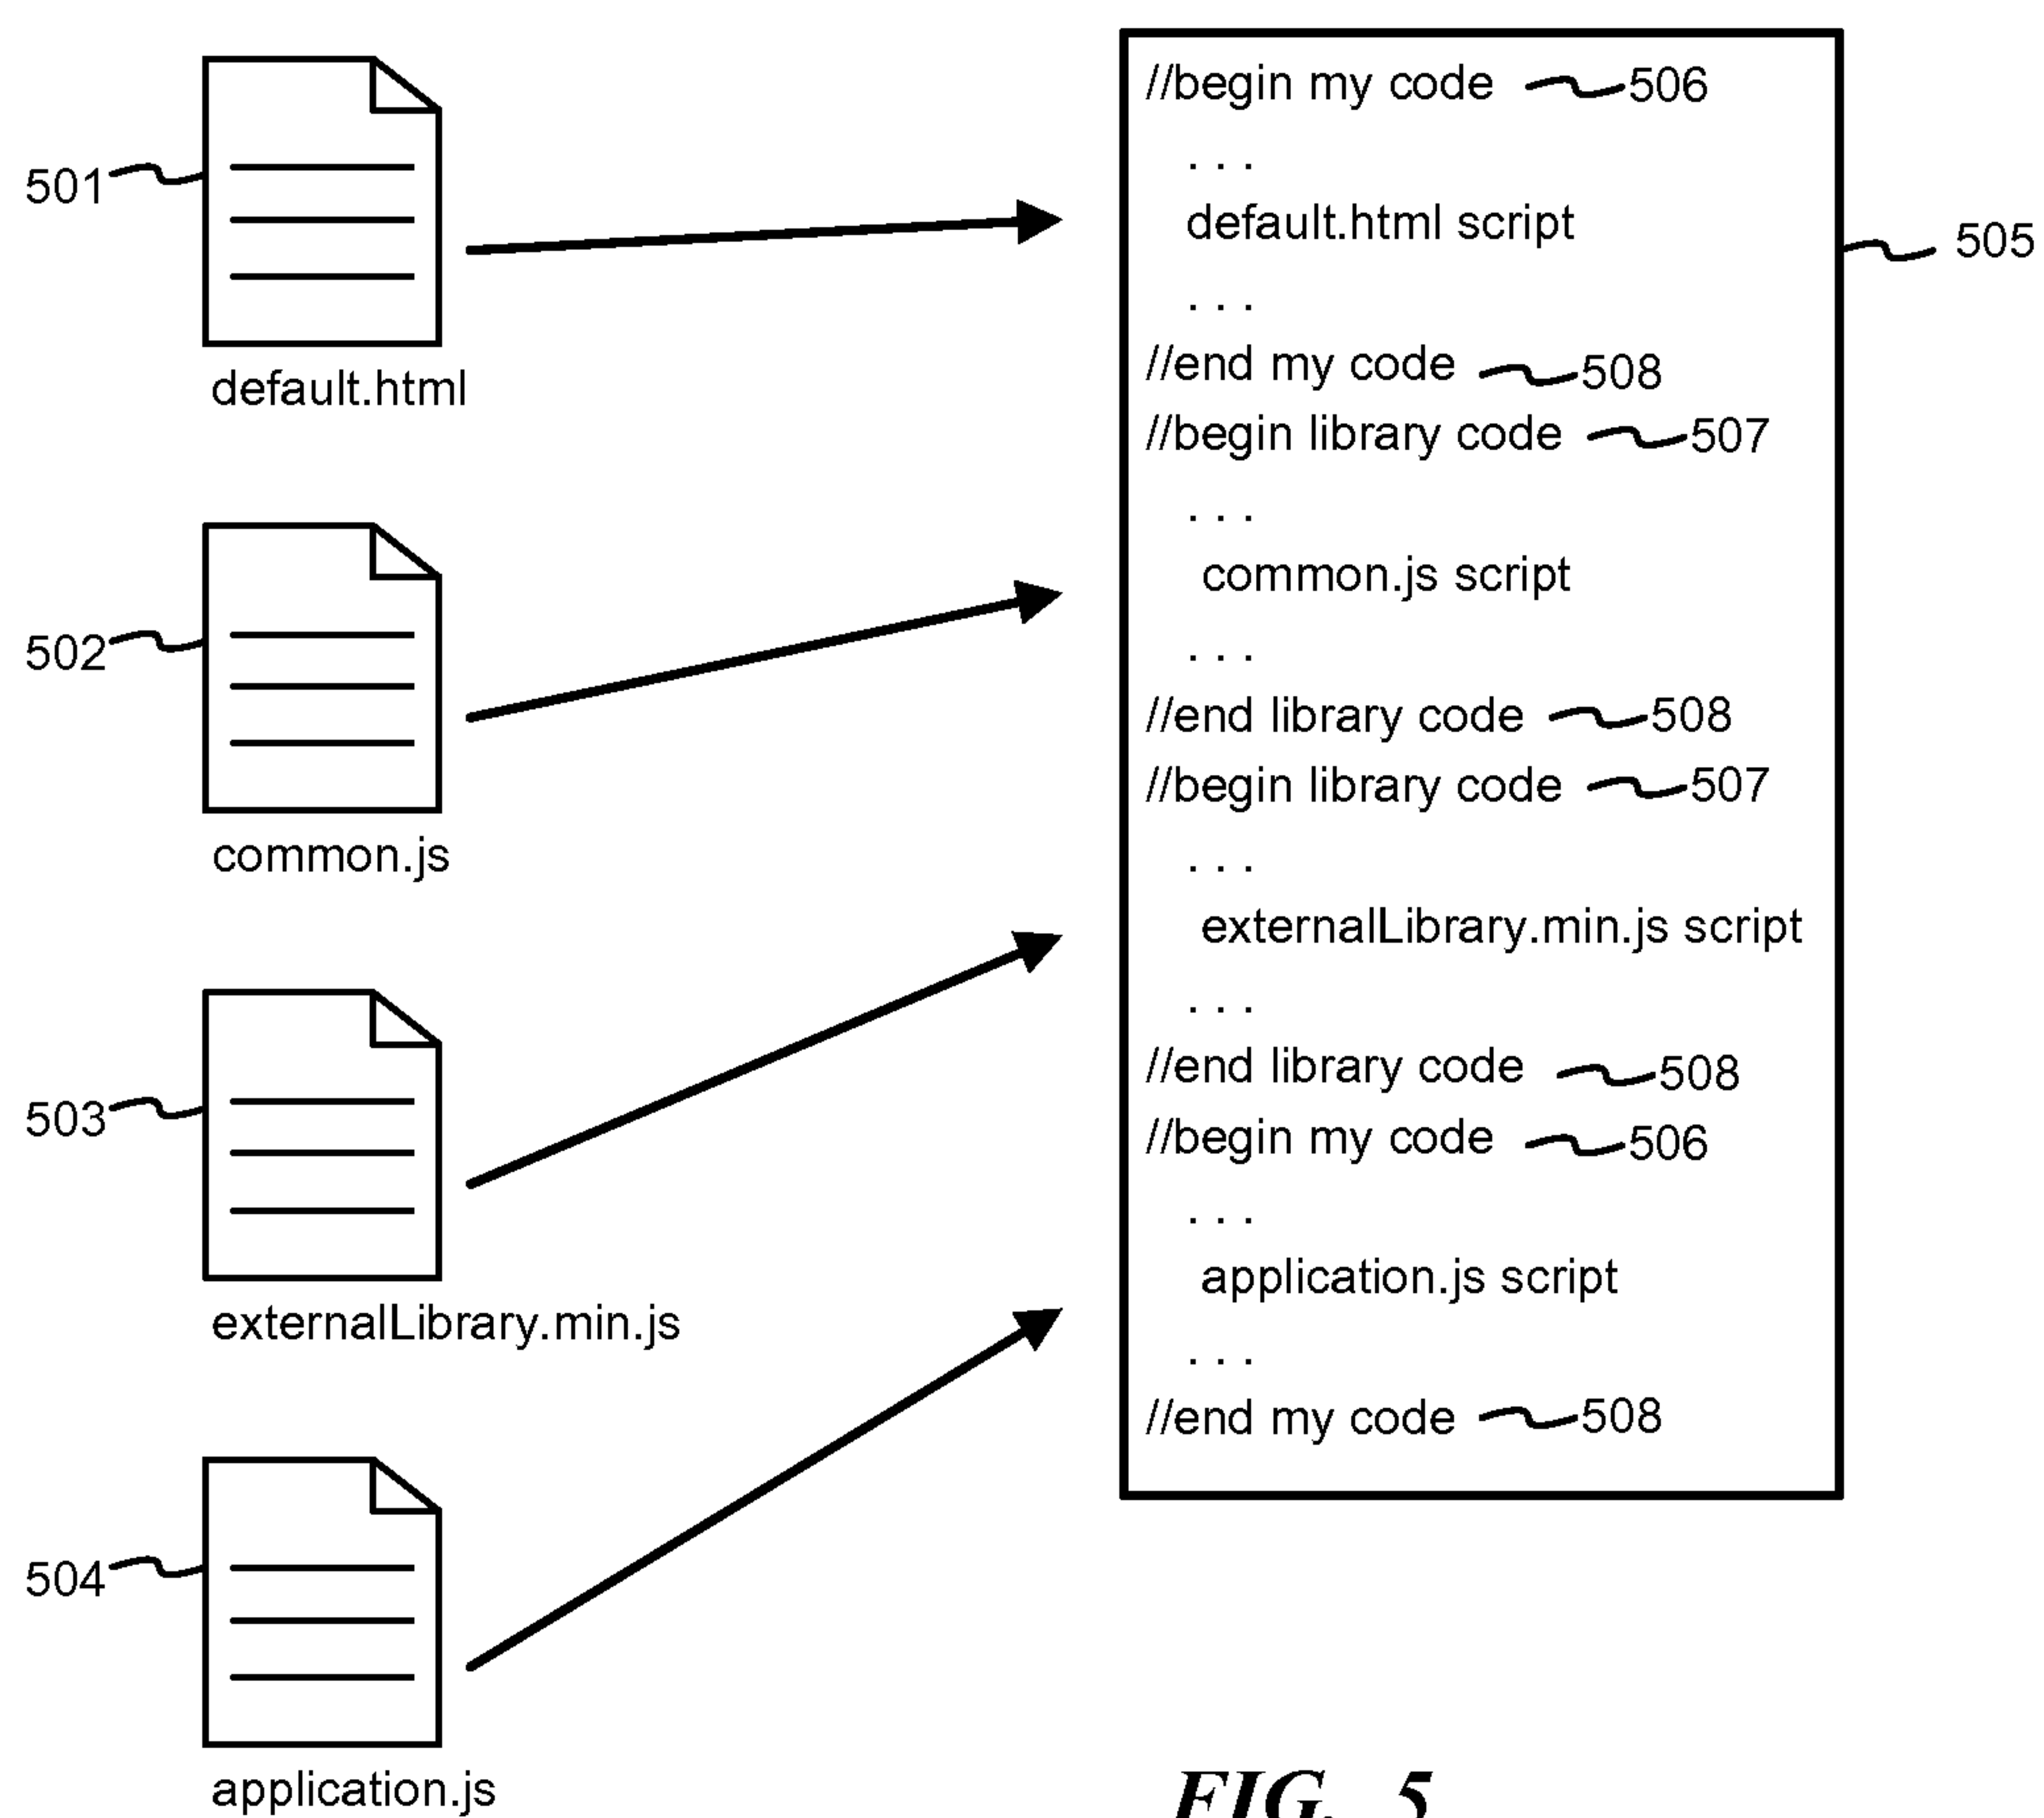 501
default.html
502
common.js
503
externalLibrary.min.js
504
application.js
//begin my code 506
. . .
default.html script
. . .
//end my code 508
//begin library code 507
. . .
common.js script
. . .
//end library code 508
//begin library code 507
. . .
externalLibrary.min.js script
. . .
//end library code 508
//begin my code 506
. . .
application.js script
. . .
//end my code 508
505
FIG. 5